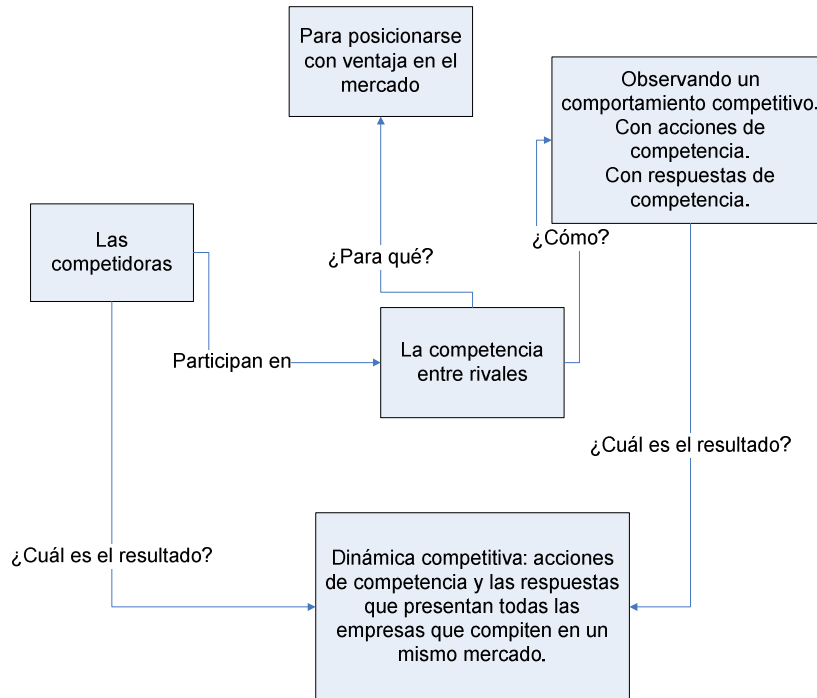 Para posicionarse
con ventaja en el
mercado
Observando un
comportamiento competitivo.
Con acciones de
competencia.
Con respuestas de
competencia.
Las
competidoras
¿Para qué?
¿Cómo?
Participan en
La competencia
entre rivales
¿Cuál es el resultado?
¿Cuál es el resultado?
Dinámica competitiva: acciones
de competencia y las respuestas
que presentan todas las
empresas que compiten en un
mismo mercado.